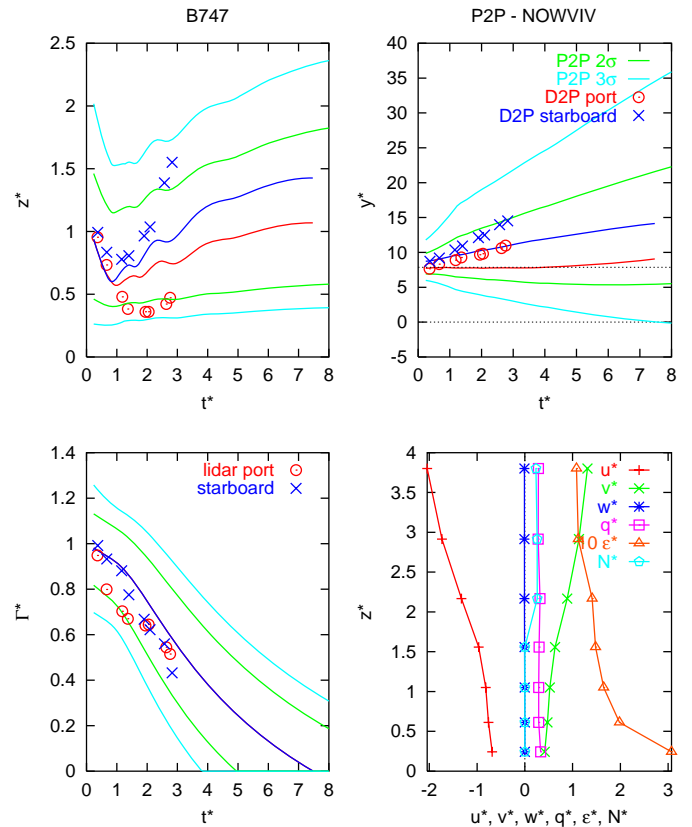 B747
P2P - NOWVIV
2.5
2
1.5
1
0.5
0
z*
0 1 2 3 4 5 6 7 8
t*
P2P 2σ
P2P 3σ
D2P port
D2P starboard
40
35
30
25
20
15
10
5
0
-5
y*
0 1 2 3 4 5 6 7 8
t*
lidar port
starboard
1.4
1.2
1
0.8
0.6
0.4
0.2
0
Γ*
0 1 2 3 4 5 6 7 8
t*
u*
v*
w*
q*
10 ε*
N*
4
3.5
3
2.5
2
1.5
1
0.5
0
z*
-2 -1 0 1 2 3
u*, v*, w*, q*, ε*, N*